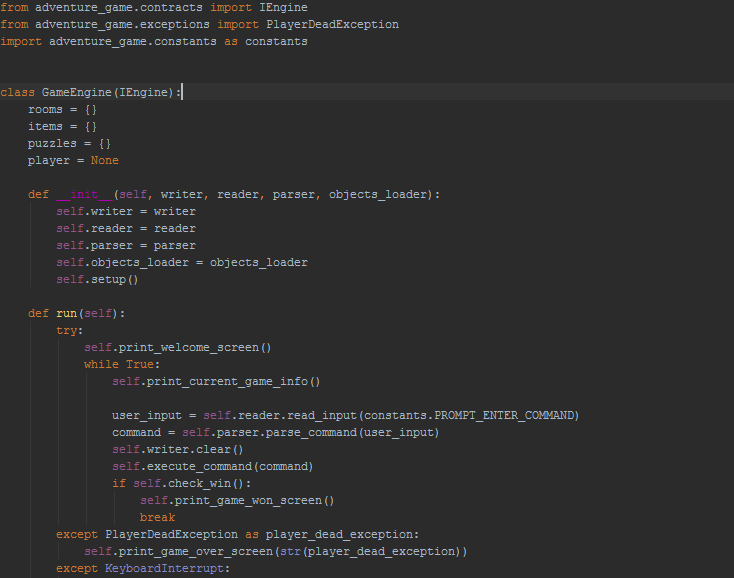 from adventure_game.contracts import IEngine
from adventure_game.exceptions import PlayerDeadException
import adventure_game.constants as constants
class GameEngine(IEngine):
    rooms = {}
    items = {}
    puzzles = {}
    player = None
    def __init__(self, writer, reader, parser, objects_loader):
        self.writer = writer
        self.reader = reader
        self.parser = parser
        self.objects_loader = objects_loader
        self.setup()
    def run(self):
        try:
            self.print_welcome_screen()
            while True:
                self.print_current_game_info()
                user_input = self.reader.read_input(constants.PROMPT_ENTER_COMMAND)
                command = self.parser.parse_command(user_input)
                self.writer.clear()
                self.execute_command(command)
                if self.check_win():
                    self.print_game_won_screen()
                    break
        except PlayerDeadException as player_dead_exception:
            self.print_game_over_screen(str(player_dead_exception))
        except KeyboardInterrupt: